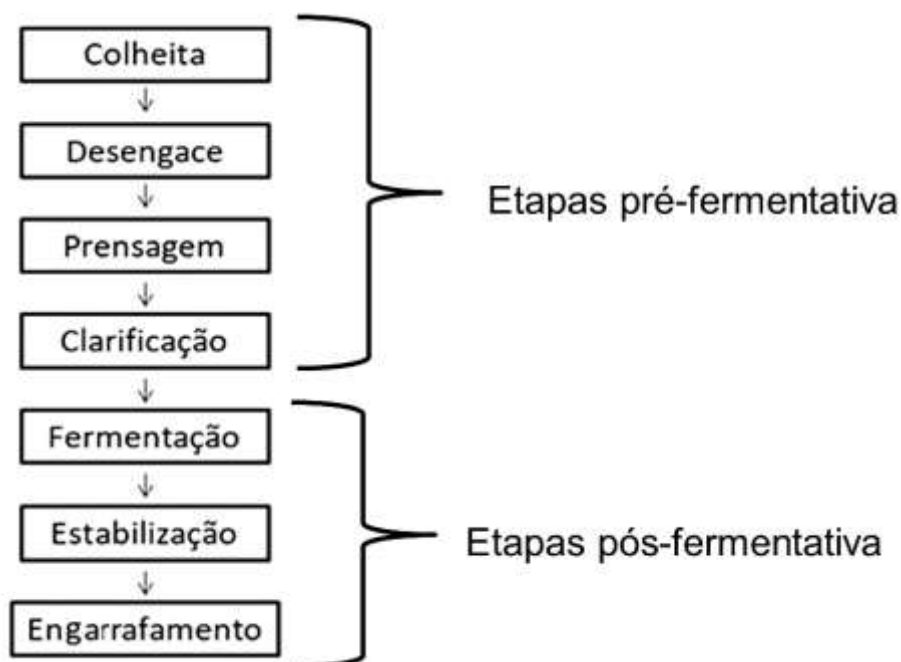 Colheita
Desengace
Prensagem
Clarificação
Etapas pré-fermentativa
Fermentação
Estabilização
Engarrafamento
Etapas pós-fermentativa